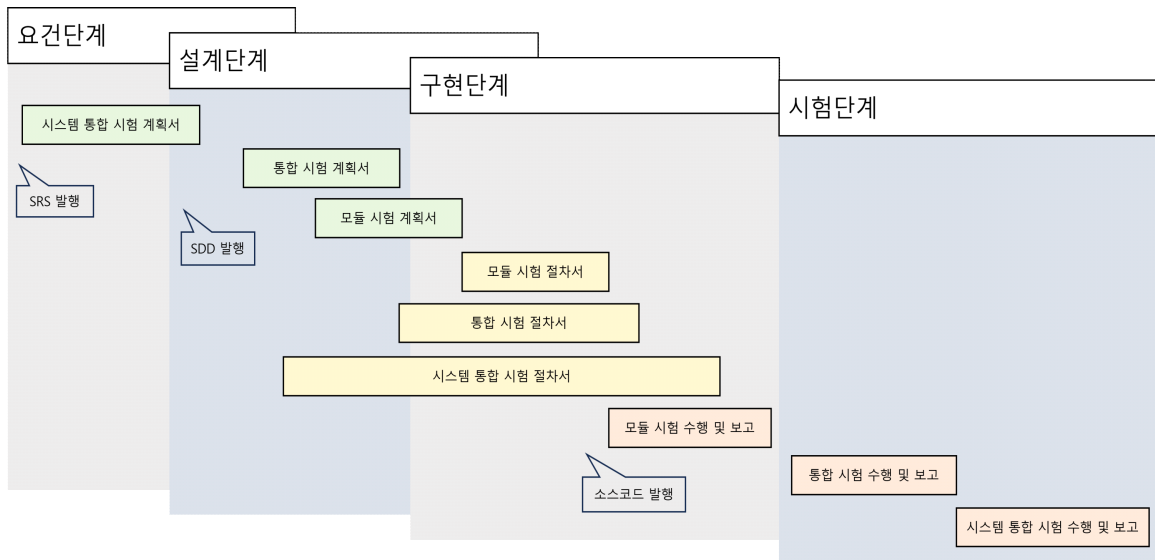 요건단계
설계단계
구현단계
시험단계
시스템 통합 시험 계획서
통합 시험 계획서
SRS 발행
모듈 시험 계획서
SDD 발행
모듈 시험 절차서
통합 시험 절차서
시스템 통합 시험 절차서
모듈 시험 수행 및 보고
통합 시험 수행 및 보고
소스코드 발행
시스템 통합 시험 수행 및 보고